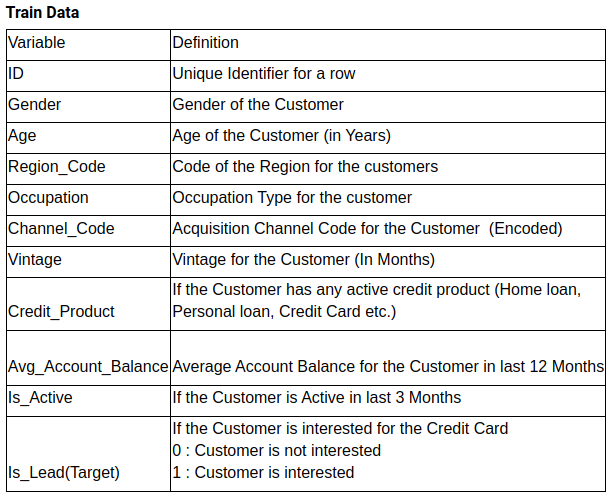 Train Data
Variable Definition
ID Unique Identifier for a row
Gender Gender of the Customer
Age Age of the Customer (in Years)
Region_Code Code of the Region for the customers
Occupation Occupation Type for the customer
Channel_Code Acquisition Channel Code for the Customer (Encoded)
Vintage Vintage for the Customer (In Months)
If the Customer has any active credit product (Home loan,
Credit_Product Personal loan, Credit Card etc.)
Avg_Account_Balance Average Account Balance for the Customer in last 12 Months
Is_Active If the Customer is Active in last 3 Months
If the Customer is interested for the Credit Card
0 : Customer is not interested
Is_Lead(Target) 1 : Customer is interested